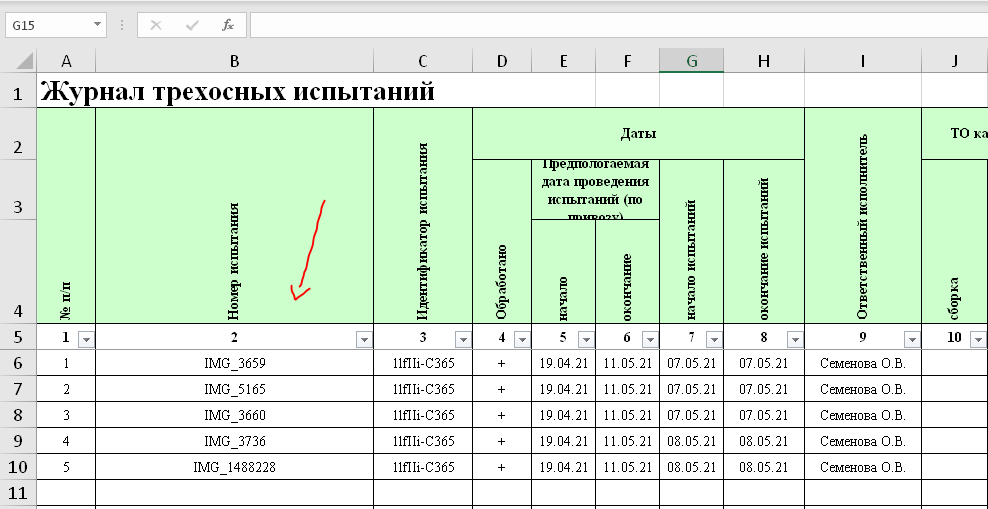 G15
fx
A B C D E F G H I J
1 Журнал трехосных испытаний
2 Даты ТО ка
3 Предпологаемая
дата проведения
испытаний (по
привозу)
4 № п/п Номер испытания Идентификатор испытания Обработано начало окончание начало испытаний окончание испытаний Ответственный исполнитель сборка
5 1 2 3 4 5 6 7 8 9 10
6 1 IMG_3659 11fIIi-C365 + 19.04.21 11.05.21 07.05.21 07.05.21 Семенова О.В.
7 2 IMG_5165 11fIIi-C365 + 19.04.21 11.05.21 07.05.21 07.05.21 Семенова О.В.
8 3 IMG_3660 11fIIi-C365 + 19.04.21 11.05.21 07.05.21 07.05.21 Семенова О.В.
9 4 IMG_3736 11fIIi-C365 + 19.04.21 11.05.21 08.05.21 08.05.21 Семенова О.В.
10 5 IMG_1488228 11fIIi-C365 + 19.04.21 11.05.21 08.05.21 08.05.21 Семенова О.В.
11